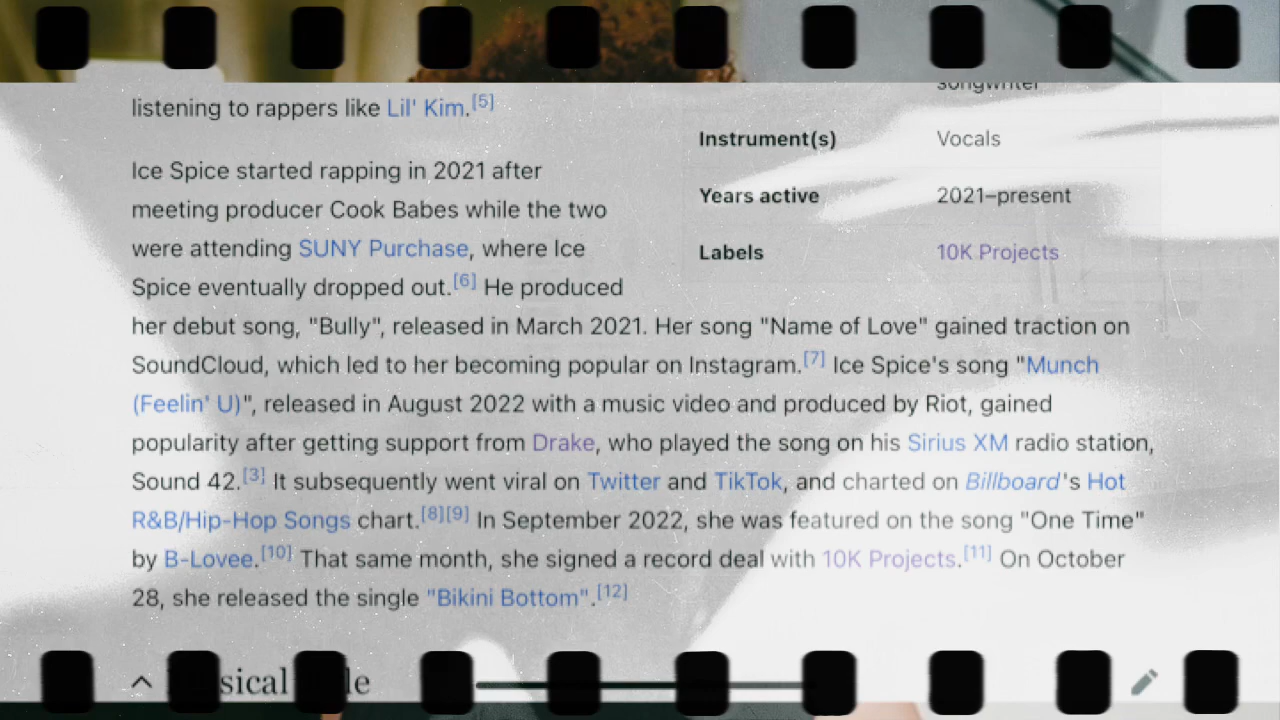 listening to rappers like Lil' Kim.[5]
songwriter
Instrument(s) Vocals
Years active 2021–present
Labels 10K Projects
Ice Spice started rapping in 2021 after
meeting producer Cook Babes while the two
were attending SUNY Purchase, where Ice
Spice eventually dropped out.[6] He produced
her debut song, "Bully", released in March 2021. Her song "Name of Love" gained traction on
SoundCloud, which led to her becoming popular on Instagram.[7] Ice Spice's song "Munch
(Feelin' U)", released in August 2022 with a music video and produced by Riot, gained
popularity after getting support from Drake, who played the song on his Sirius XM radio station,
Sound 42.[3] It subsequently went viral on Twitter and TikTok, and charted on Billboard's Hot
R&B/Hip-Hop Songs chart.[8][9] In September 2022, she was featured on the song "One Time"
by B-Lovee.[10] That same month, she signed a record deal with 10K Projects.[11] On October
28, she released the single "Bikini Bottom".[12]